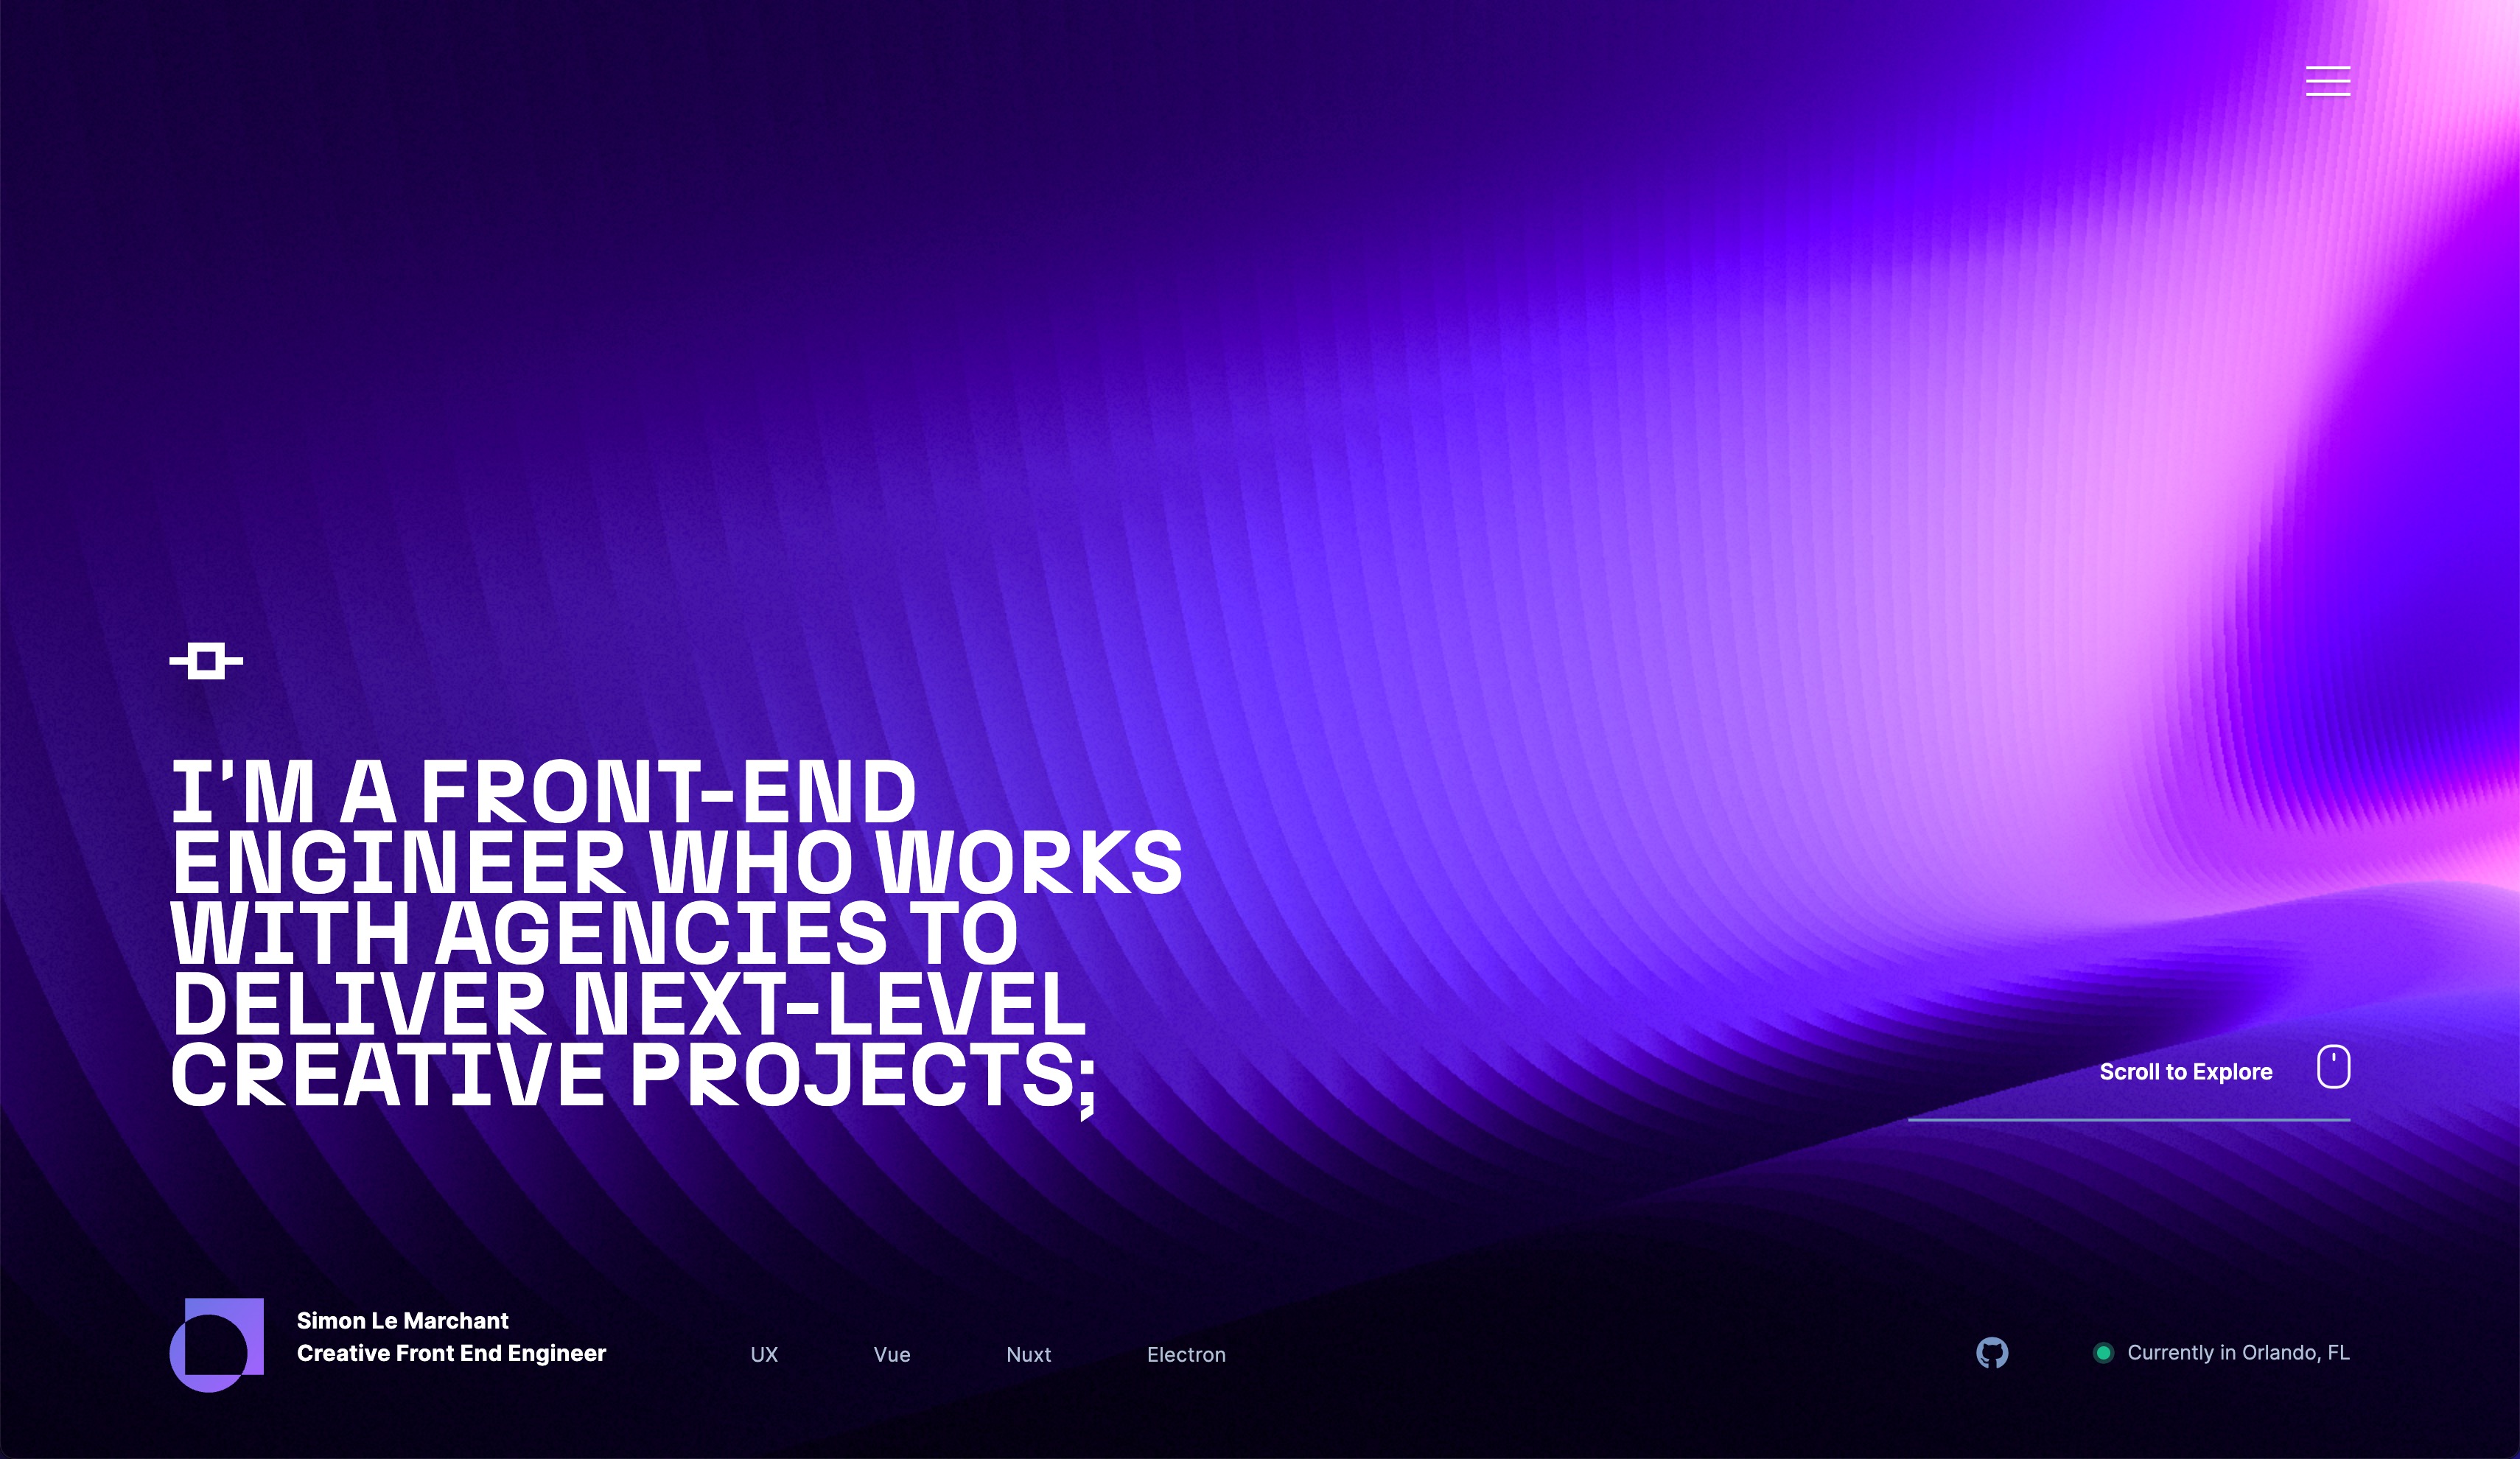 I'M A FRONT-END
ENGINEER WHO WORKS
WITH AGENCIES TO
DELIVER NEXT-LEVEL
CREATIVE PROJECTS;
Scroll to Explore
Simon Le Marchant
Creative Front End Engineer
UX
Vue
Nuxt
Electron
Currently in Orlando, FL